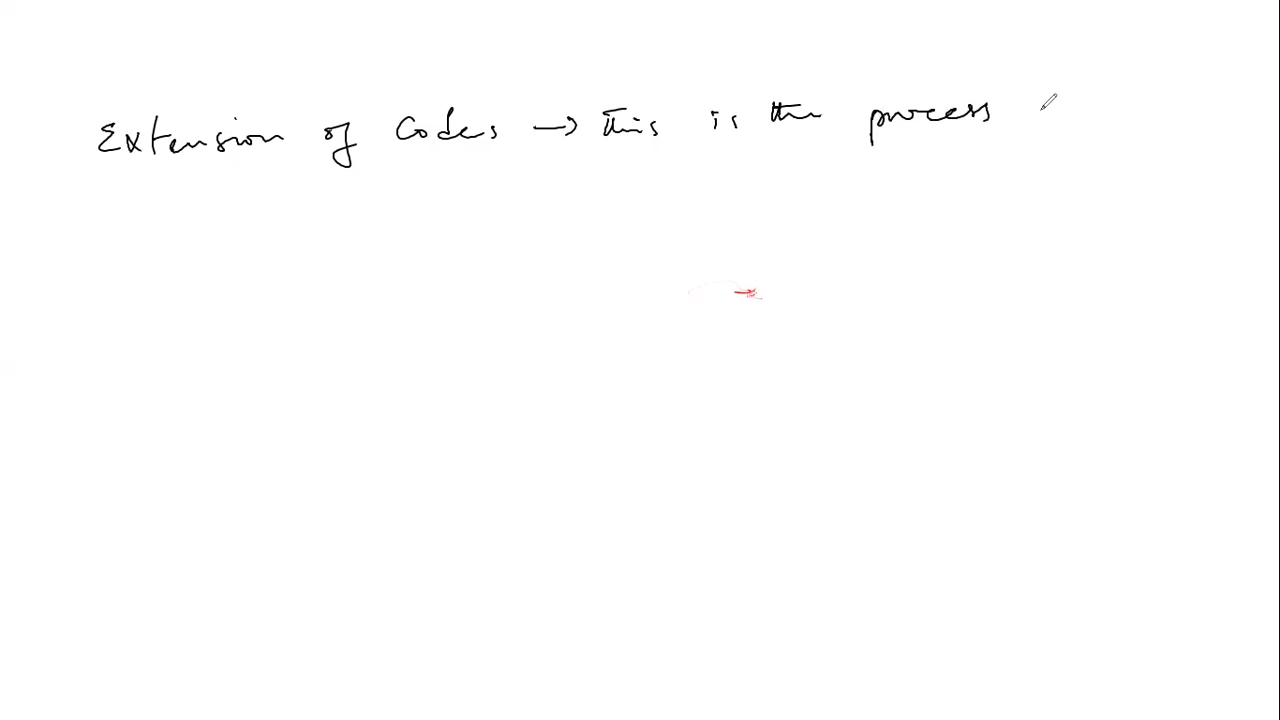 Extension of Codes → This is the process